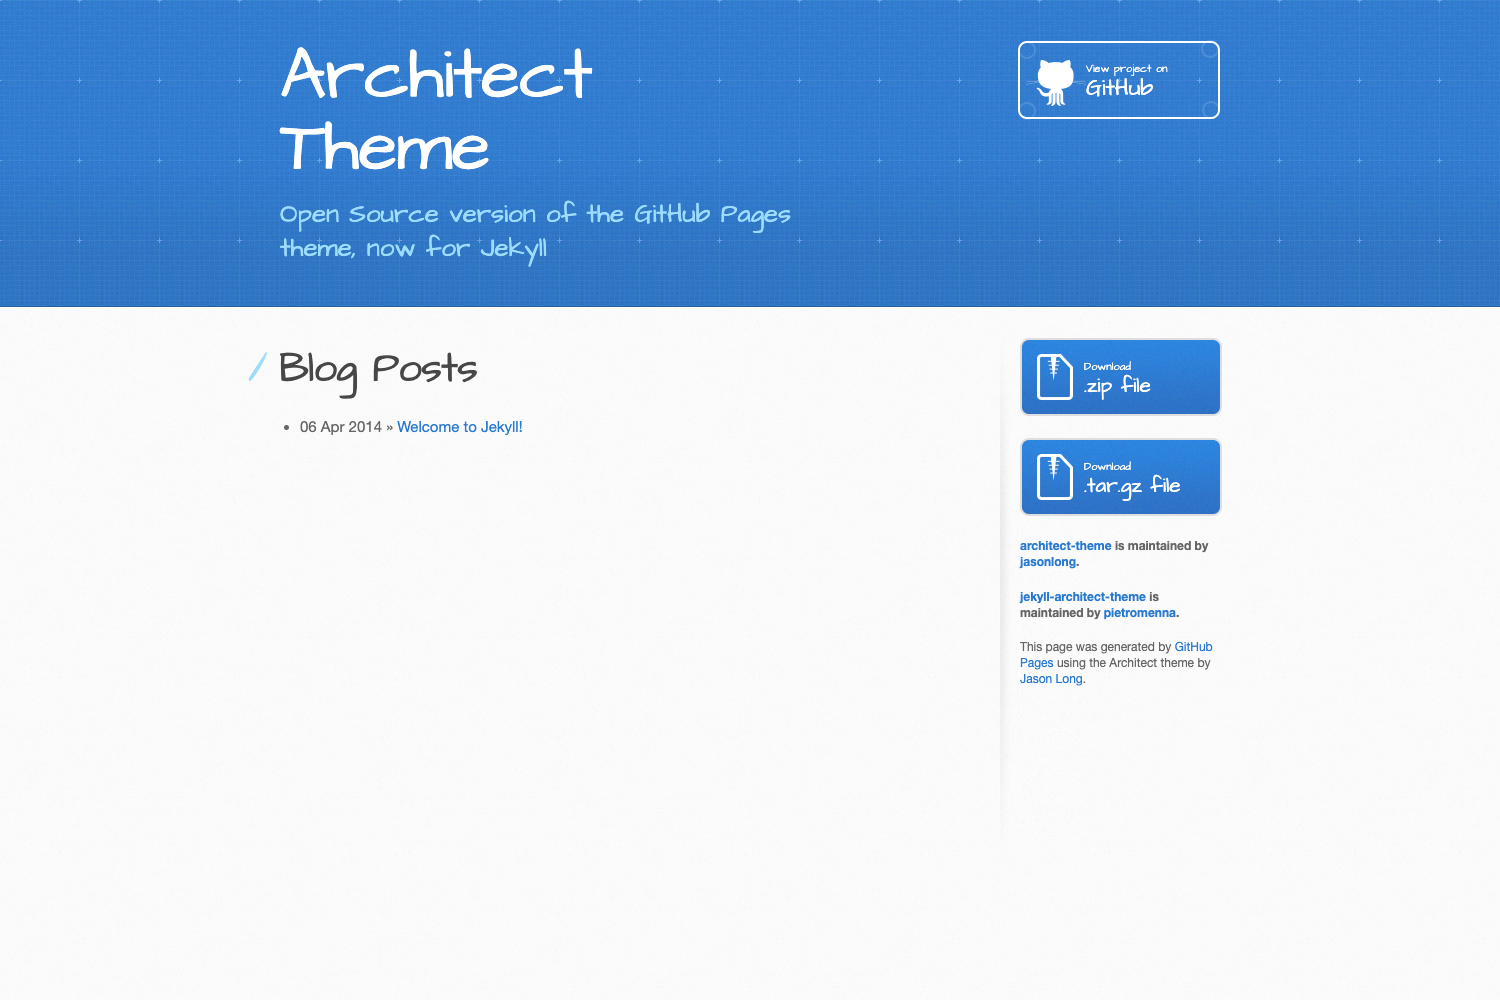 Architect
Theme
Open Source version of the GitHub Pages
theme, now for Jekyll
View project on
GitHub
Blog Posts
• 06 Apr 2014 » Welcome to Jekyll!
Download
.zip file
Download
.tar.gz file
architect-theme is maintained by
jasonlong.
jekyll-architect-theme is
maintained by pietromenna.
This page was generated by GitHub
Pages using the Architect theme by
Jason Long.